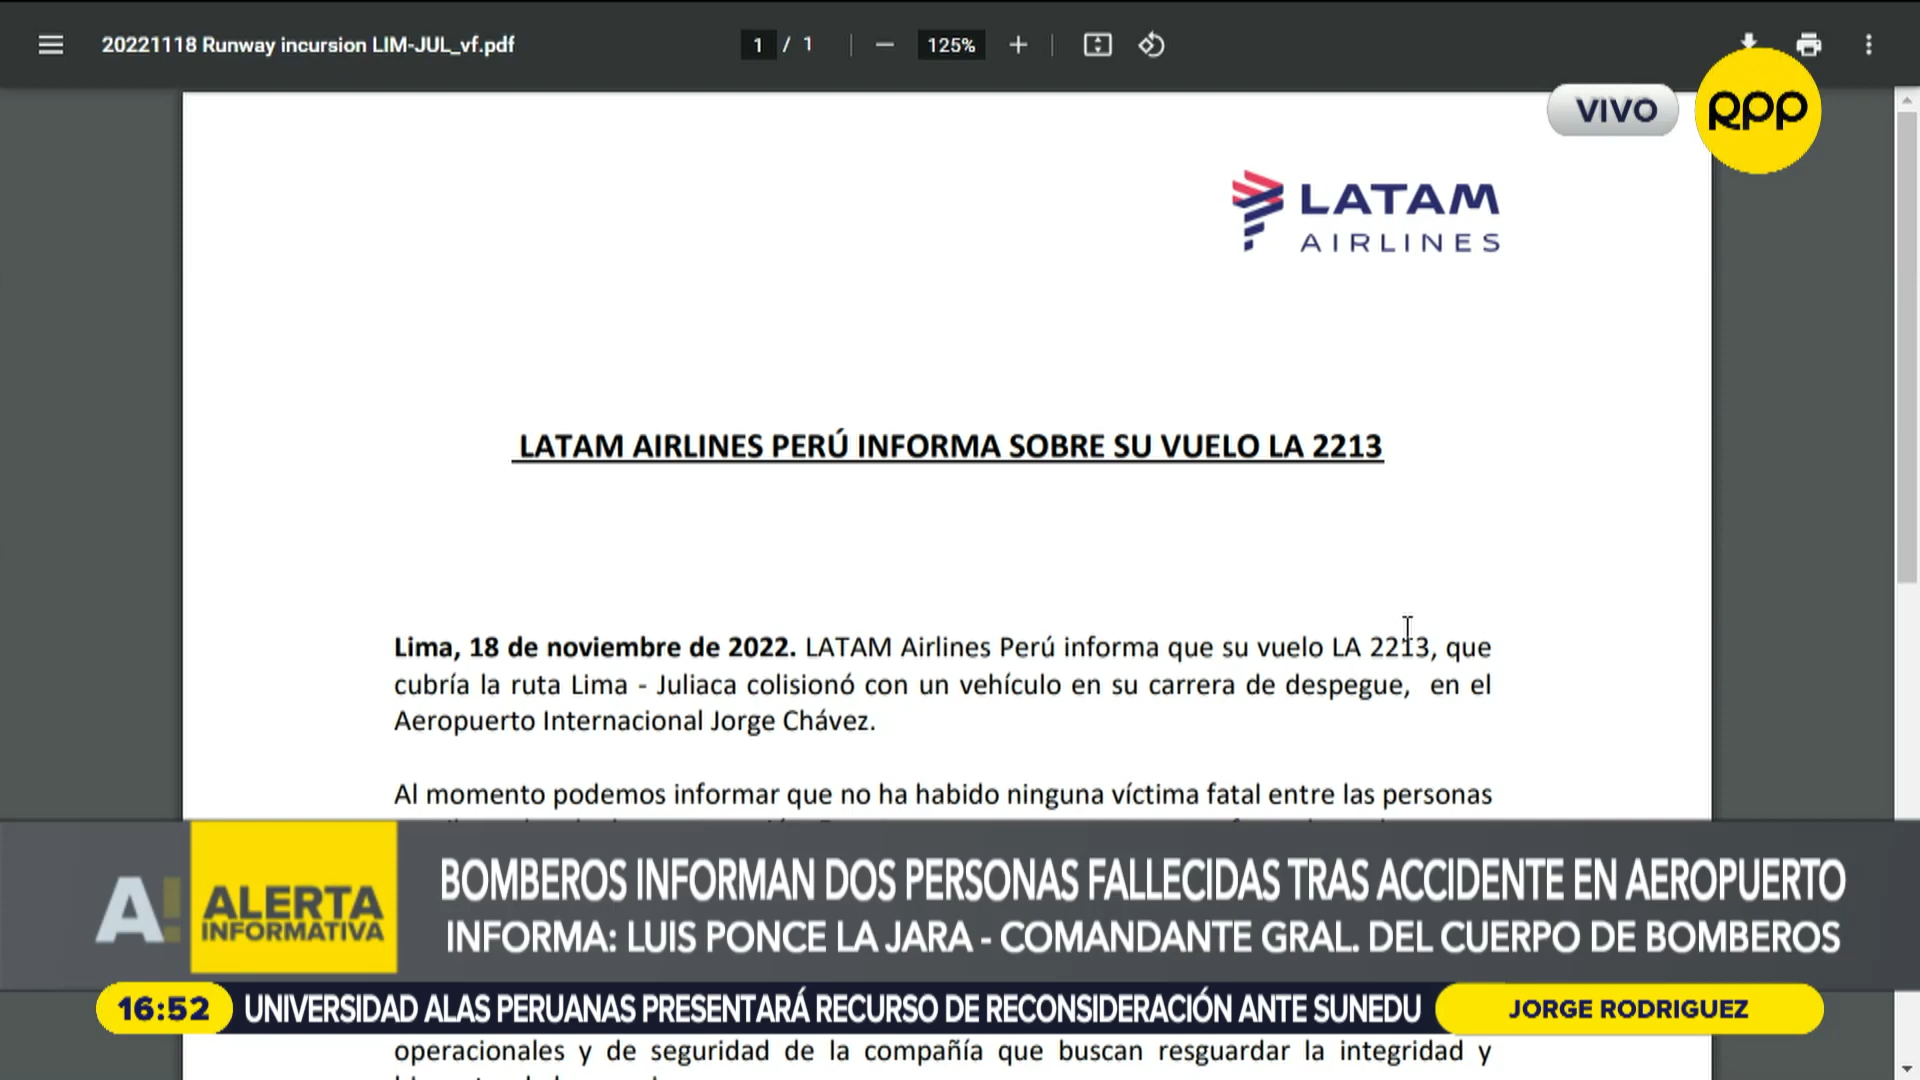 20221118 Runway incursion LIM-JUL_vf.pdf
1 / 1
125%
VIVO
rpp
LATAM
AIRLINES
LATAM AIRLINES PERÚ INFORMA SOBRE SU VUELO LA 2213
Lima, 18 de noviembre de 2022. LATAM Airlines Perú informa que su vuelo LA 2213, que
cubría la ruta Lima - Juliaca colisionó con un vehículo en su carrera de despegue, en el
Aeropuerto Internacional Jorge Chávez.
Al momento podemos informar que no ha habido ninguna víctima fatal entre las personas
A!
ALERTA
INFORMATIVA
BOMBEROS INFORMAN DOS PERSONAS FALLECIDAS TRAS ACCIDENTE EN AEROPUERTO
INFORMA: LUIS PONCE LA JARA - COMANDANTE GRAL. DEL CUERPO DE BOMBEROS
16:52
UNIVERSIDAD ALAS PERUANAS PRESENTARÁ RECURSO DE RECONSIDERACIÓN ANTE SUNEDU
JORGE RODRIGUEZ
operacionales y de seguridad de la compañía que buscan resguardar la integridad y